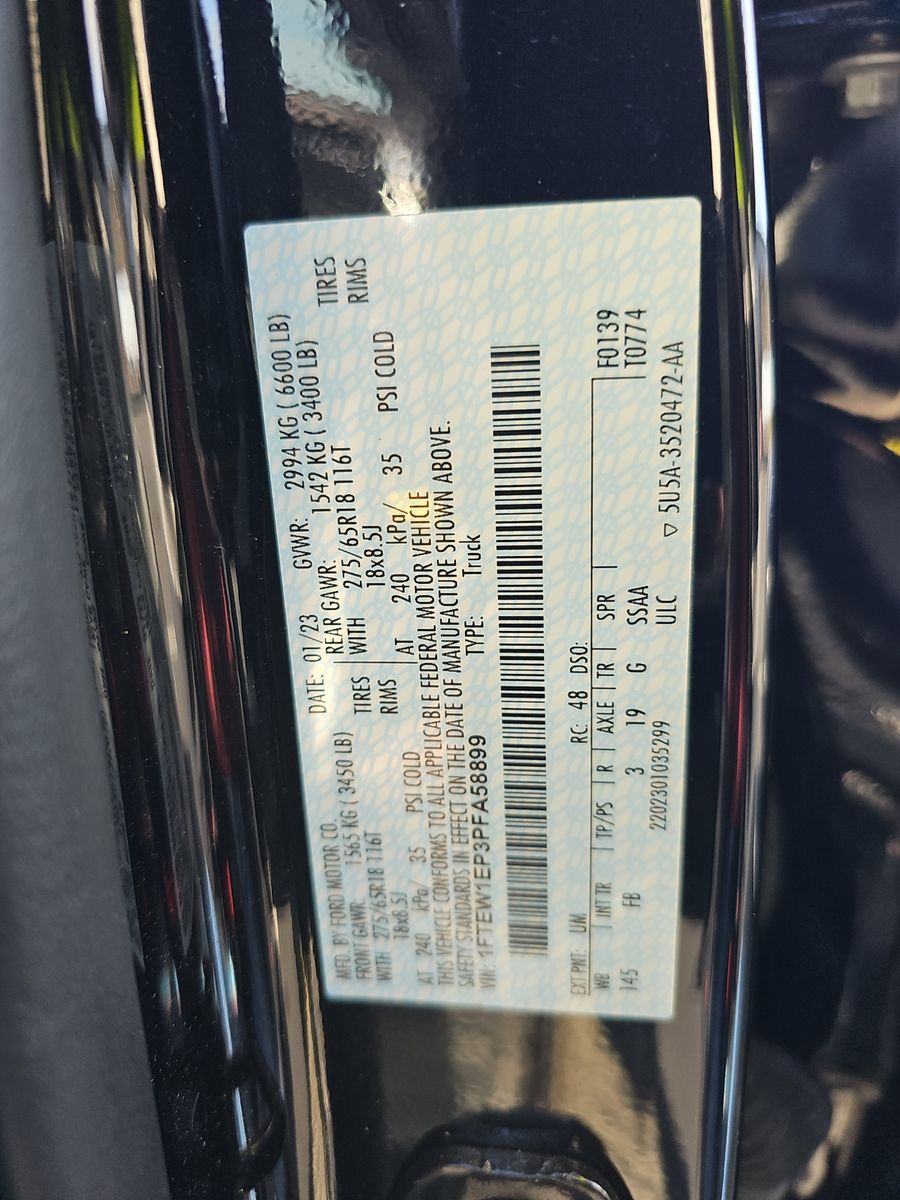 MFD. BY FORD MOTOR CO. DATE: 01/23 GVWR: 2994 KG ( 6600 LB)
FRONT GAWR: 1565 KG ( 3450 LB) REAR GAWR: 1542 KG ( 3400 LB)
WITH 275/65R18 116T TIRES WITH 275/65R18 116T TIRES
18x8.5J RIMS 18x8.5J RIMS
AT 240 kPa/ 35 PSI COLD AT 240 kPa/ 35 PSI COLD
THIS VEHICLE CONFORMS TO ALL APPLICABLE FEDERAL MOTOR VEHICLE
SAFETY STANDARDS IN EFFECT ON THE DATE OF MANUFACTURE SHOWN ABOVE.
VIN: 1FTEW1EP3PFA58899 TYPE: Truck
EXT PNT: UM RC: 48 DSO:
WB INT TR TP/PS R AXLE TR SPR F0139
145 FB 3 19 G SSAA T0774
2202301035299 ULC ▽ 5U5A-3520472-AA